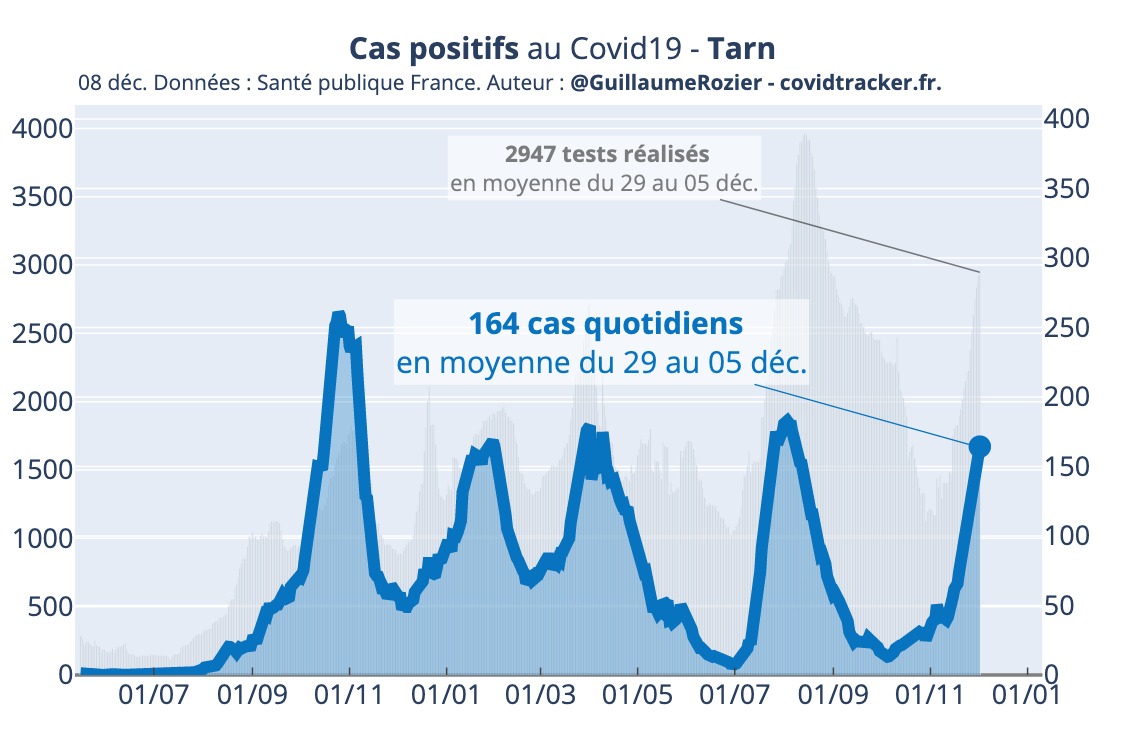 Cas positifs au Covid19 - Tarn
08 déc. Données : Santé publique France. Auteur : @GuillaumeRozier - covidtracker.fr.
4000
3500
3000
2500
2000
1500
1000
500
0
400
350
300
250
200
150
100
50
0
2947 tests réalisés
en moyenne du 29 au 05 déc.
164 cas quotidiens
en moyenne du 29 au 05 déc.
01/07 01/09 01/11 01/01 01/03 01/05 01/07 01/09 01/11 01/01